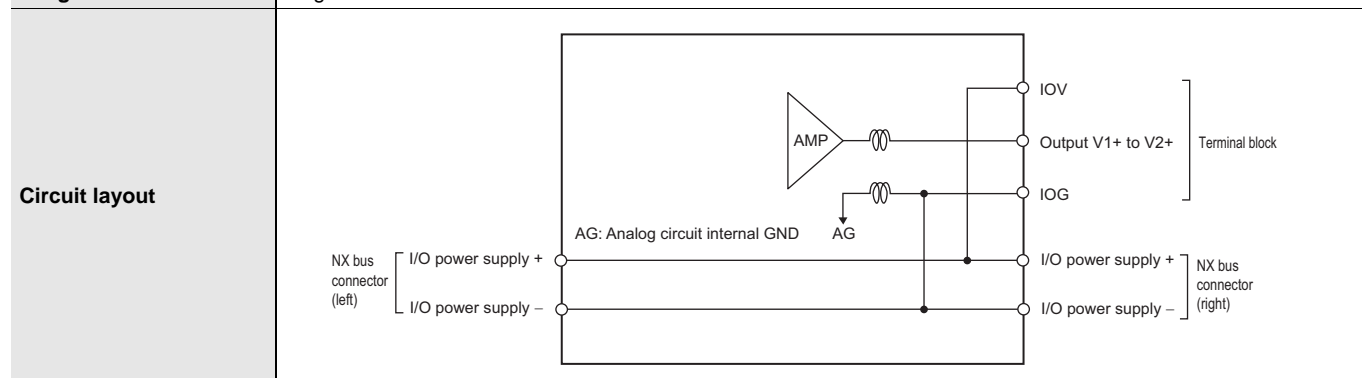 Circuit layout
IOV
AMP
Output V1+ to V2+
Terminal block
IOG
AG: Analog circuit internal GND
AG
NX bus
connector
(left)
I/O power supply +
I/O power supply −
I/O power supply +
I/O power supply −
NX bus
connector
(right)